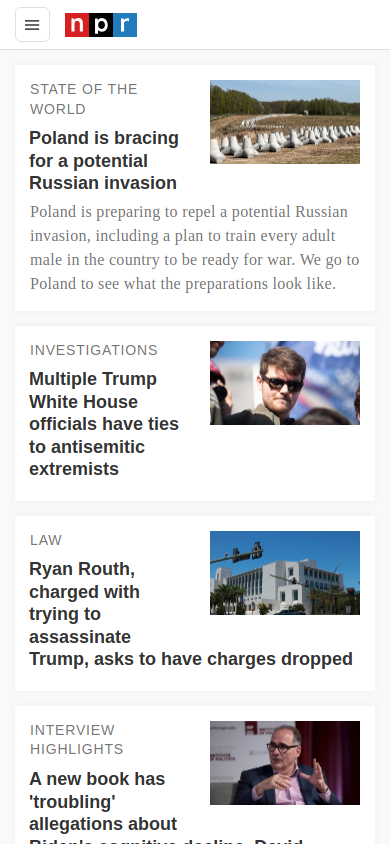 npr
STATE OF THE
WORLD
Poland is bracing
for a potential
Russian invasion
Poland is preparing to repel a potential Russian
invasion, including a plan to train every adult
male in the country to be ready for war. We go to
Poland to see what the preparations look like.
INVESTIGATIONS
Multiple Trump
White House
officials have ties
to antisemitic
extremists
LAW
Ryan Routh,
charged with
trying to
assassinate
Trump, asks to have charges dropped
INTERVIEW
HIGHLIGHTS
A new book has
'troubling'
allegations about
Biden's cognitive decline, David